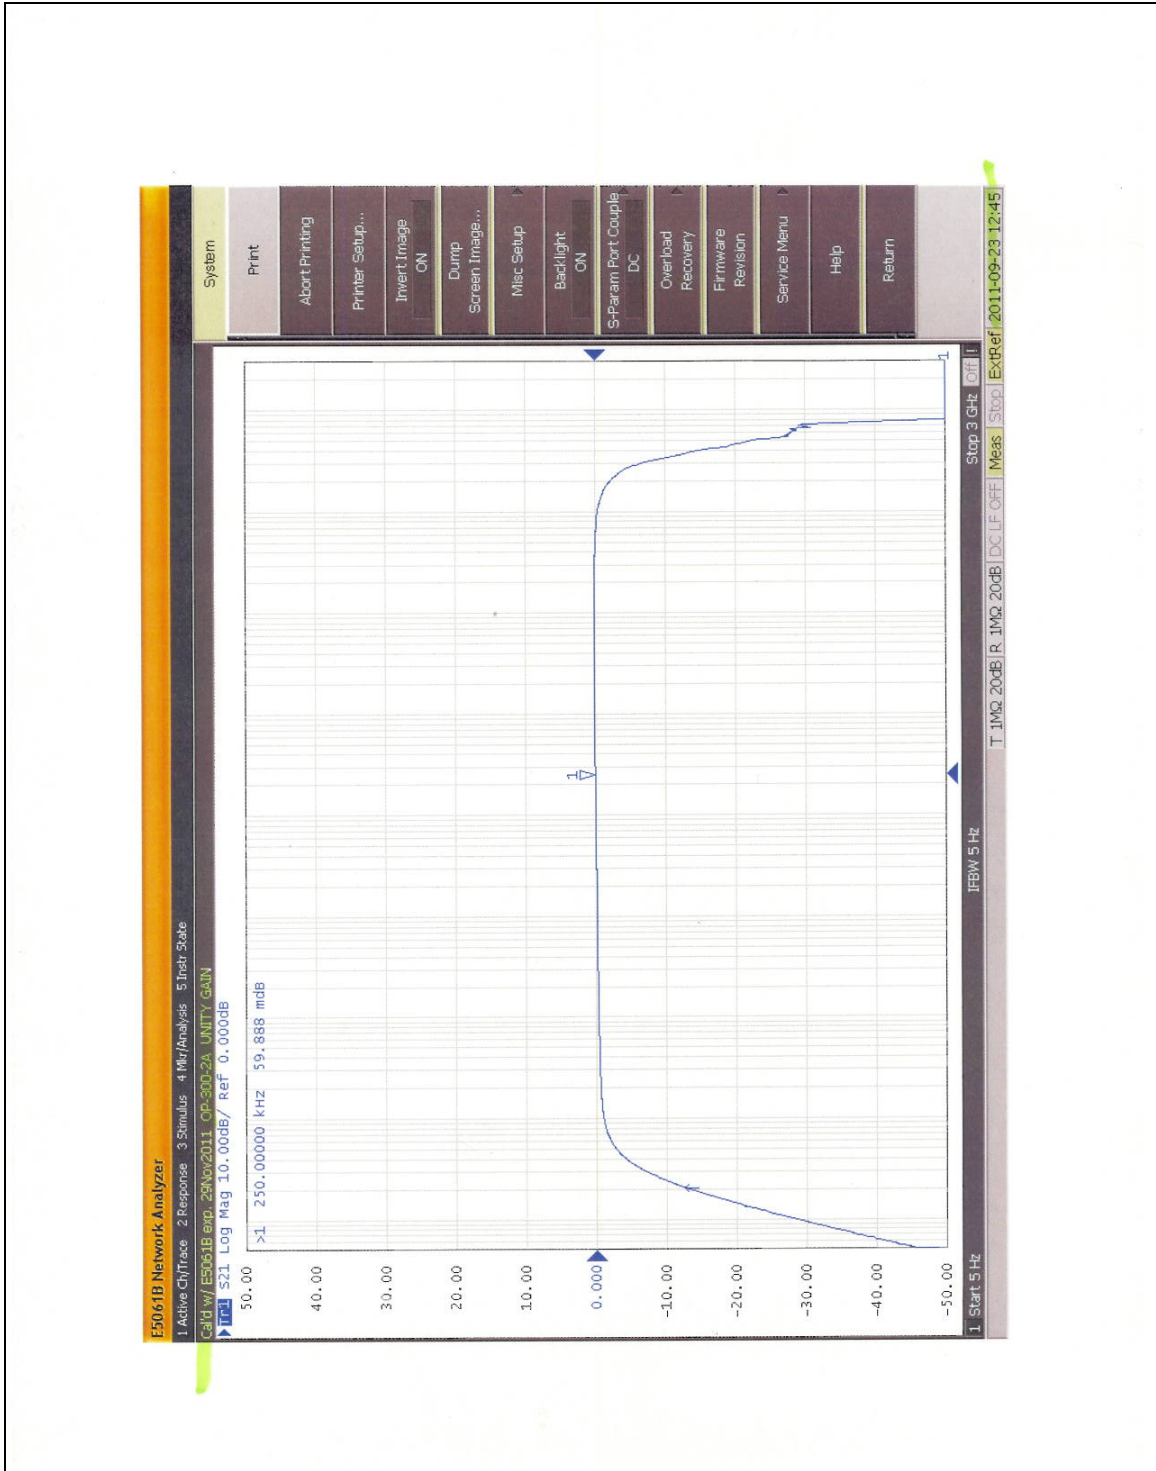 E5061B Network Analyzer
1 Active Ch/Trace 2 Response 3 Stimulus 4 Mkr/Analysis 5 Instr State
Cal'd w/ E5061B exp. 29Nov2011 OP-300-2A UNITY GAIN
Tr1 S21 Log Mag 10.00dB/ Ref 0.000dB
>1 250.00000 kHz 59.888 mdB
50.00
40.00
30.00
20.00
10.00
0.000
-10.00
-20.00
-30.00
-40.00
-50.00
1
1
1 Start 5 Hz IFBW 5 Hz Stop 3 GHz Off !
T 1MΩ 20dB R 1MΩ 20dB DC LF OFF Meas Stop ExtRef 2011-09-23 12:45
System
Print
Abort Printing
Printer Setup...
Invert Image
ON
Dump
Screen Image...
Misc Setup
Backlight
ON
S-Param Port Couple
DC
Overload
Recovery
Firmware
Revision
Service Menu
Help
Return